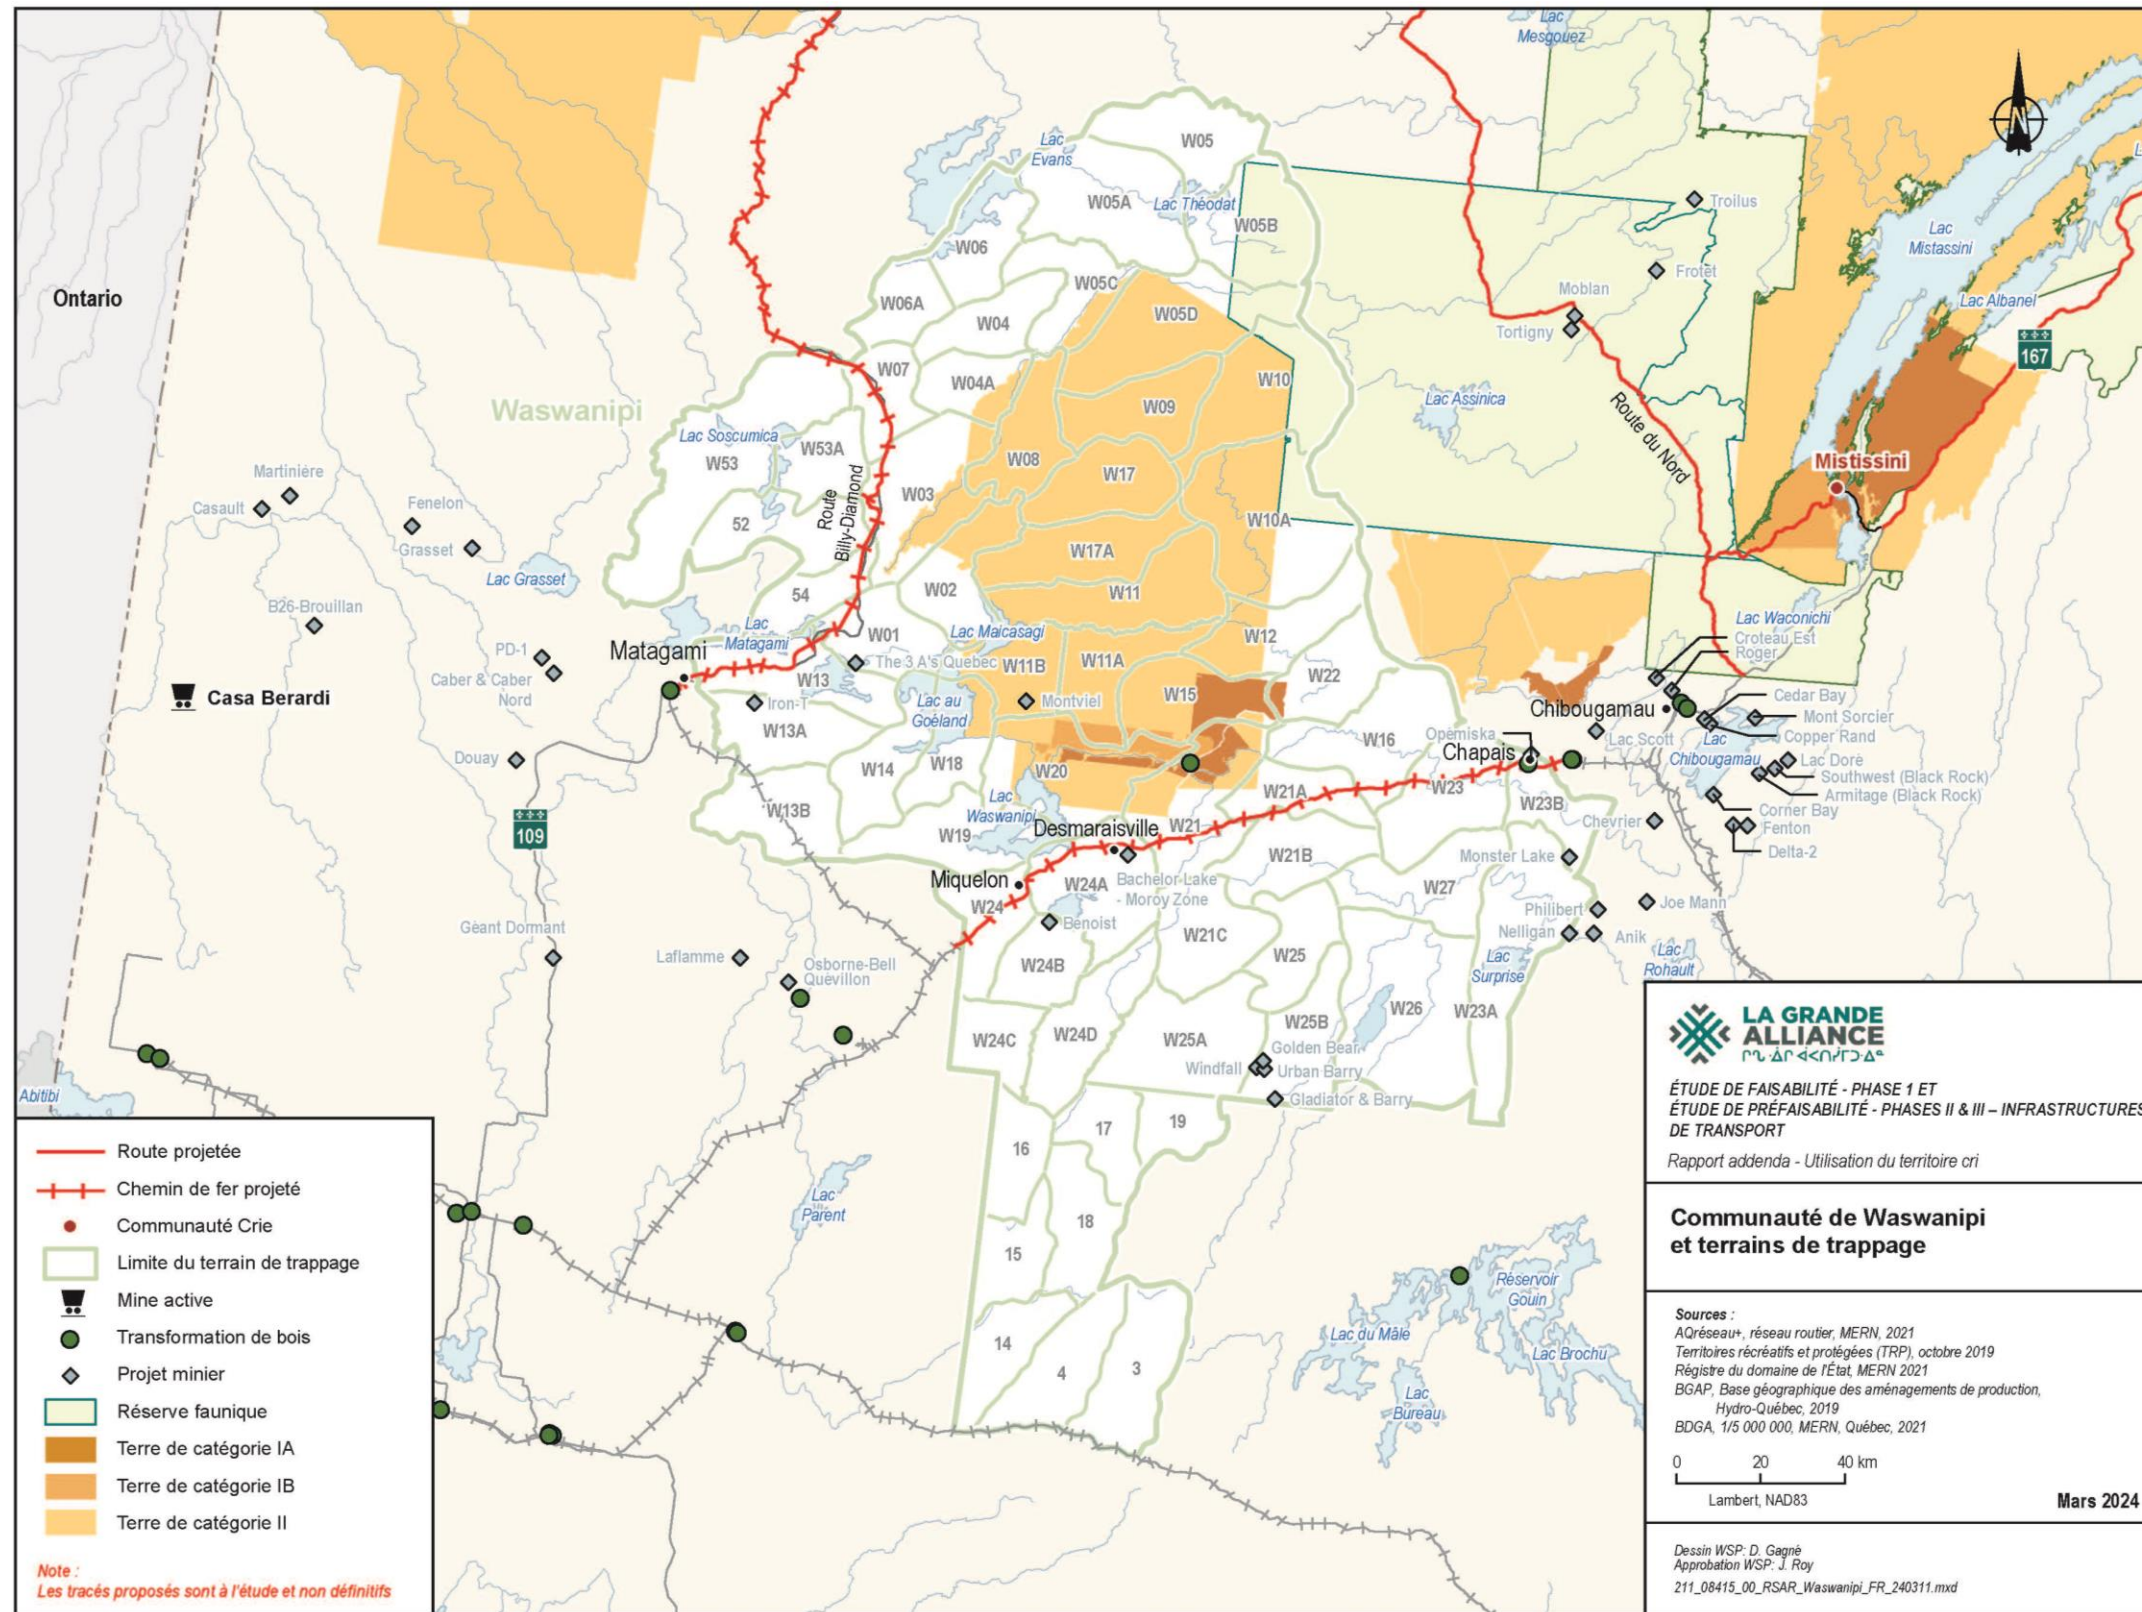 Lac
Mesgouez
Ontario
Lac
Evans
W05
W05A
Lac Théodat
W05B
Troilus
Lac
Mistassini
W06
W05C
Frotet
Moblan
Lac Albanel
W06A
W04
W05D
Tortigny
167
W07
W04A
W10
Waswanipi
W09
Lac Assinica
Route du Nord
Lac Soscumica
W53
W53A
W08
W17
Mistissini
Martinière
Casault
Fenelon
Grasset
Route
Billy-Diamond
W03
52
W10A
Lac Grasset
W17A
54
W02
W11
B26-Brouillan
Lac
Matagami
W01
Lac Maicasagi
W12
Lac Waconichi
Croteau Est
Roger
PD-1
Caber & Caber
Nord
Matagami
The 3 A's Quebec
W11B
W11A
W13
W22
Casa Berardi
Iron-T
Lac au
Goéland
Montviel
W15
Cedar Bay
Chibougamau
Mont Sorcier
Copper Rand
W13A
Opémiska
W16
Chapais
Lac Scott
Lac
Chibougamau
Lac Doré
Southwest (Black Rock)
Armitage (Black Rock)
Douay
W14
W18
W20
109
W13B
Lac
Waswanipi
W21A
W23
W23B
Corner Bay
Fenton
Delta-2
Chevrier
W19
Desmaraisville
W21
W21B
Monster Lake
Miquelon
W24A
Bachelor Lake
- Moroy Zone
W27
W24
Benoist
Philibert
Joe Mann
Géant Dormant
W21C
Nelligan
Anik
Laflamme
Osborne-Bell
Quévillon
W24B
W25
Lac
Surprise
Lac
Rohault
W26
W23A
W24C
W24D
W25A
W25B
Golden Bear
Windfall
Urban Barry
Gladiator & Barry
Abitibi
16
17
19
Lac
Parent
18
15
14
4
3
Réservoir
Gouin
Lac du Mâle
Lac Brochu
Lac
Bureau
Route projetée
Chemin de fer projeté
Communauté Crie
Limite du terrain de trappage
Mine active
Transformation de bois
Projet minier
Réserve faunique
Terre de catégorie IA
Terre de catégorie IB
Terre de catégorie II
Note :
Les tracés proposés sont à l'étude et non définitifs
LA GRANDE
ALLIANCE
ÉTUDE DE FAISABILITÉ - PHASE 1 ET
ÉTUDE DE PRÉFAISABILITÉ - PHASES II & III – INFRASTRUCTURES
DE TRANSPORT
Rapport addenda - Utilisation du territoire cri
Communauté de Waswanipi
et terrains de trappage
Sources :
AQréseau+, réseau routier, MERN, 2021
Territoires récréatifs et protégées (TRP), octobre 2019
Régistre du domaine de l'État, MERN 2021
BGAP, Base géographique des aménagements de production,
Hydro-Québec, 2019
BDGA, 1/5 000 000, MERN, Québec, 2021
0 20 40 km
Lambert, NAD83
Mars 2024
Dessin WSP: D. Gagné
Approbation WSP: J. Roy
211_08415_00_RSAR_Waswanipi_FR_240311.mxd